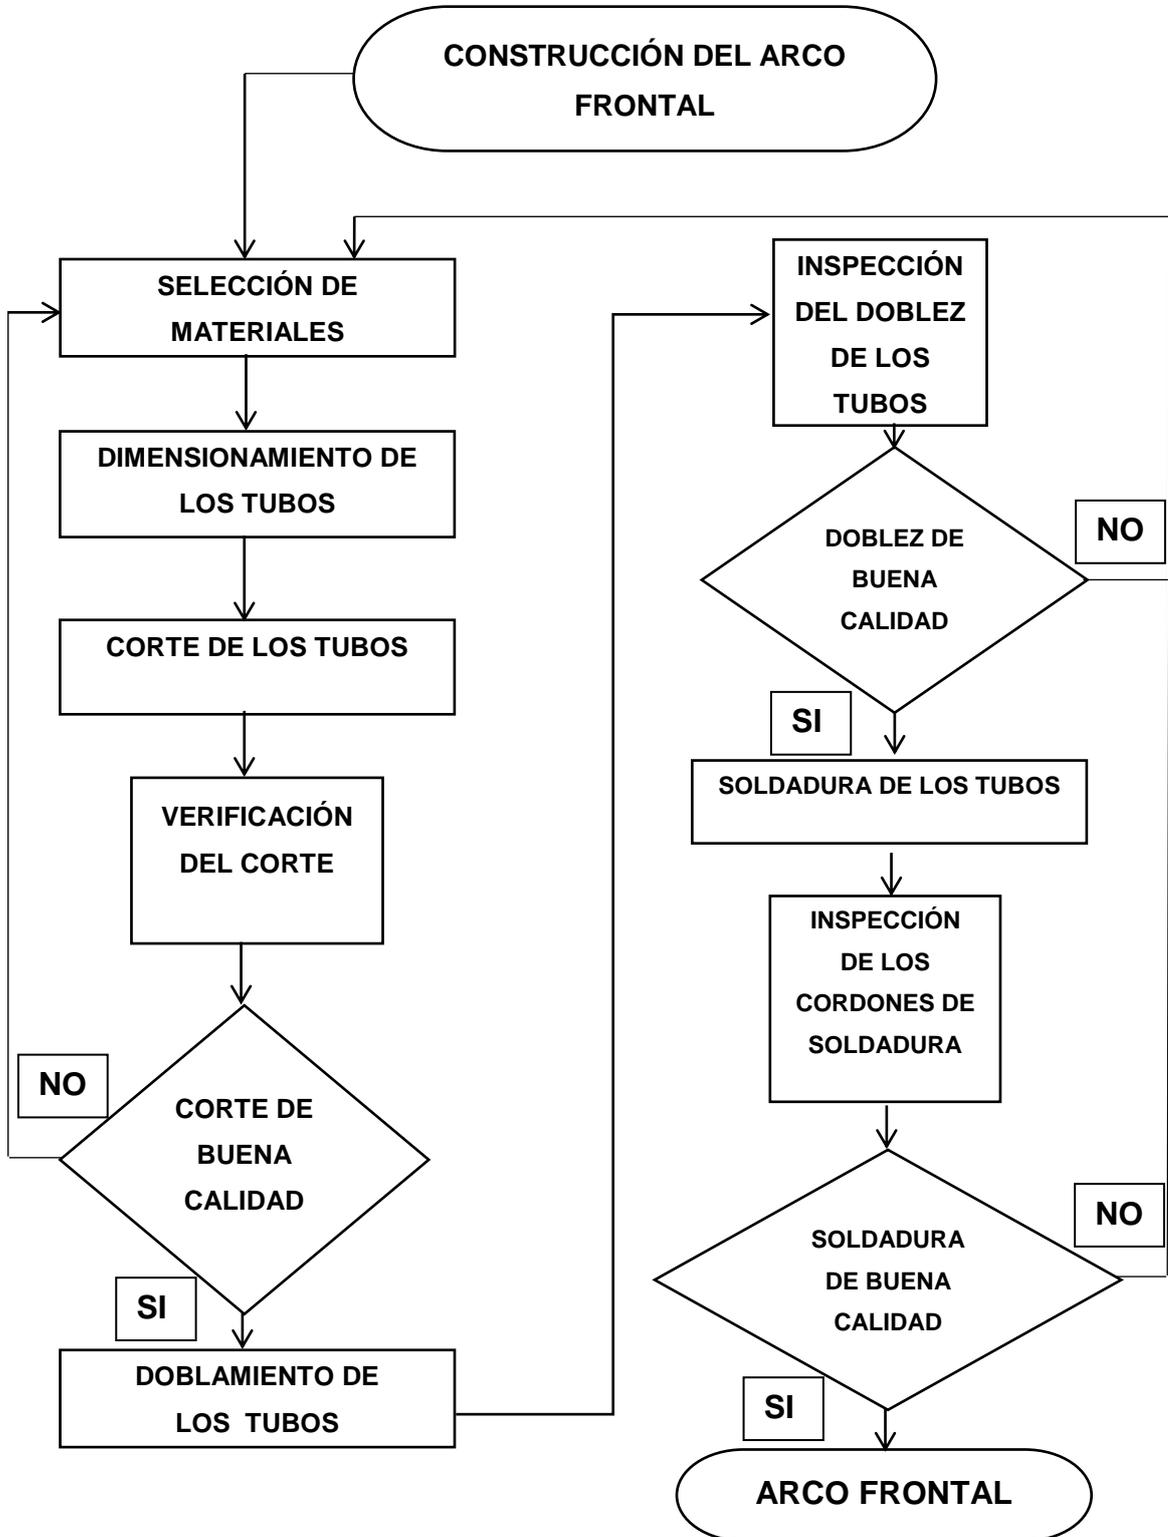 CONSTRUCCIÓN DEL ARCO
FRONTAL
SELECCIÓN DE
MATERIALES
DIMENSIONAMIENTO DE
LOS TUBOS
CORTE DE LOS TUBOS
VERIFICACIÓN
DEL CORTE
NO
CORTE DE
BUENA
CALIDAD
SI
DOBLAMIENTO DE
LOS TUBOS
INSPECCIÓN
DEL DOBLEZ
DE LOS
TUBOS
NO
DOBLEZ DE
BUENA
CALIDAD
SI
SOLDADURA DE LOS TUBOS
INSPECCIÓN
DE LOS
CORDONES DE
SOLDADURA
NO
SOLDADURA
DE BUENA
CALIDAD
SI
ARCO FRONTAL